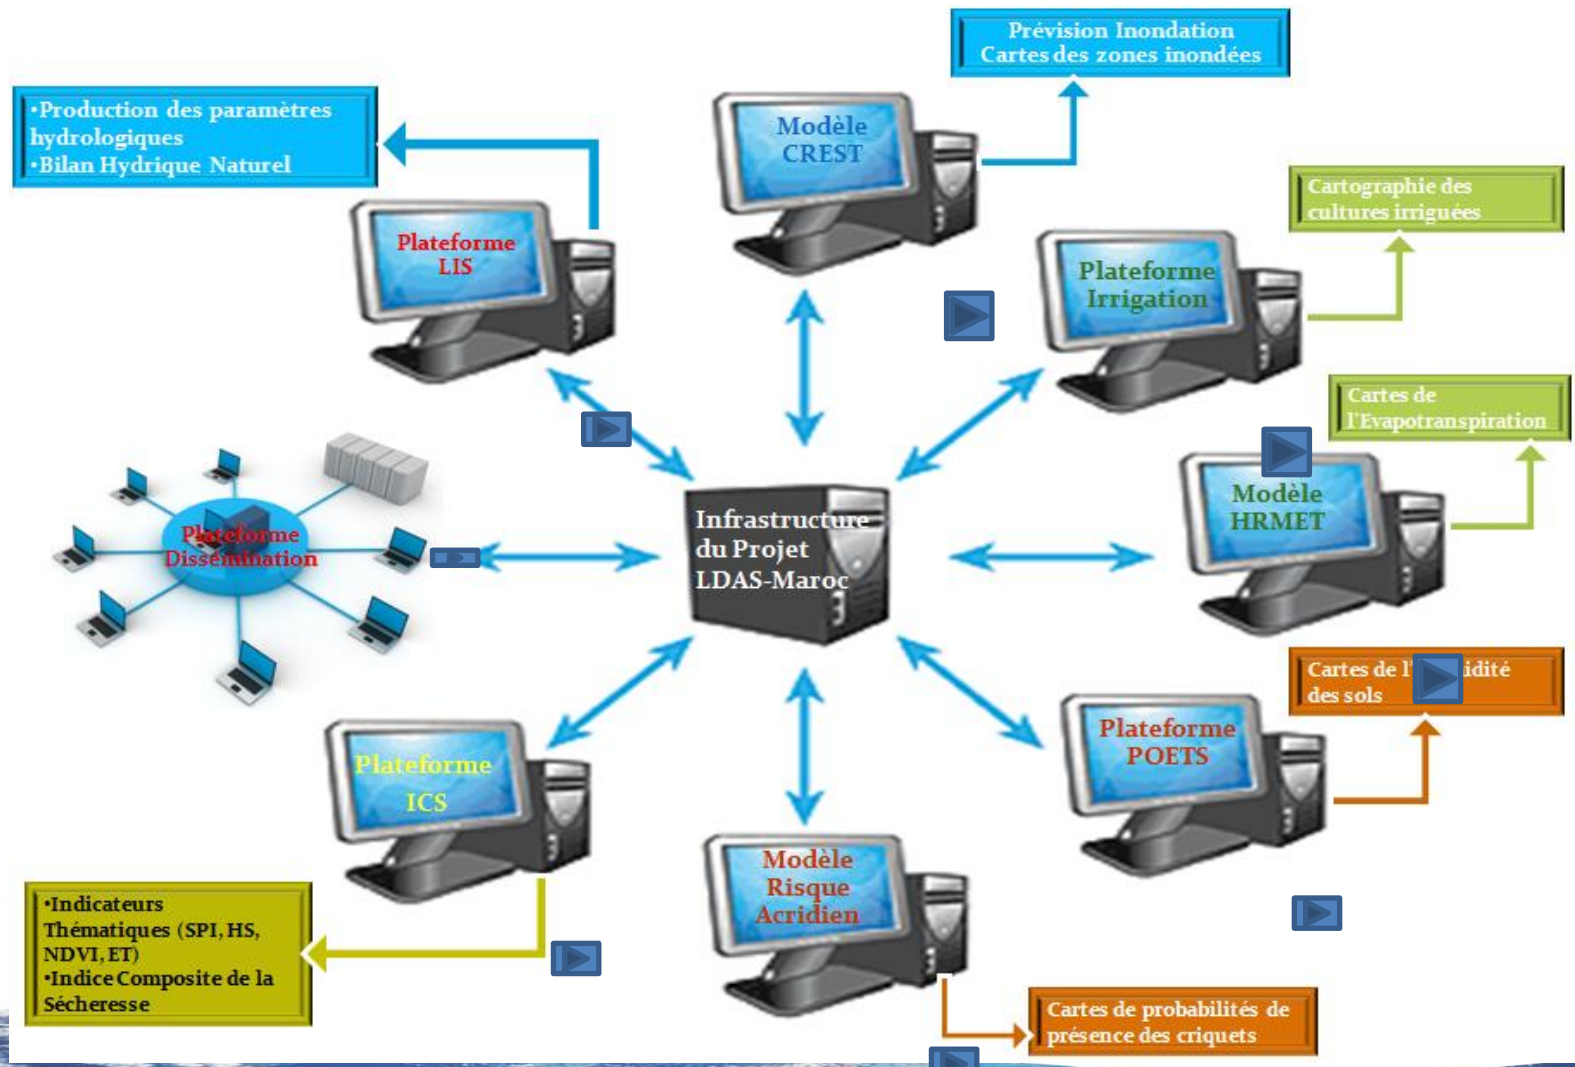 Prévision Inondation
Cartes des zones inondées
•Production des paramètres
hydrologiques
•Bilan Hydrique Naturel
Modèle
CREST
Cartographie des
cultures irriguées
Plateforme
LIS
Plateforme
Irrigation
Cartes de
l'Evapotranspiration
Modèle
HRMET
Infrastructure
du Projet
LDAS-Maroc
Plateforme
Dissémination
Cartes de
des sols
Plateforme
POETS
Plateforme
ICS
Modèle
Risque
Acridien
•Indicateurs
Thématiques (SPI, HS,
NDVI, ET)
•Indice Composite de la
Sécheresse
Cartes de probabilités de
présence des criquets